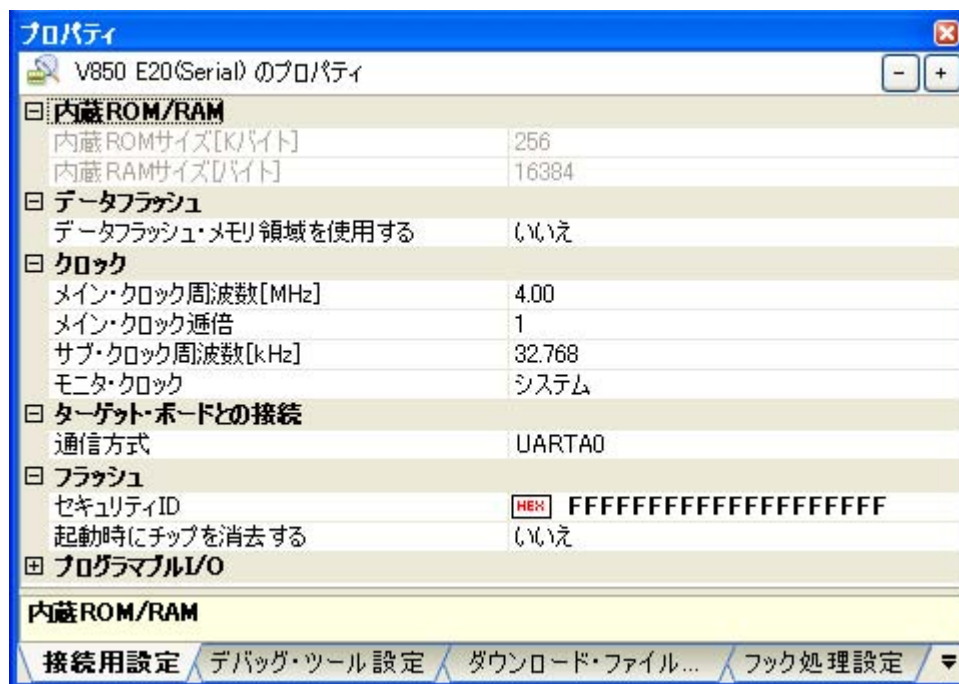 プロパティ
V850 E20(Serial) のプロパティ
内蔵ROM/RAM
内蔵ROMサイズ[Kバイト] 256
内蔵RAMサイズ[バイト] 16384
データフラッシュ
データフラッシュ・メモリ領域を使用する いいえ
クロック
メイン・クロック周波数[MHz] 4.00
メイン・クロック逓倍 1
サブ・クロック周波数[kHz] 32.768
モニタ・クロック システム
ターゲット・ボードとの接続
通信方式 UARTA0
フラッシュ
セキュリティID HEX FFFFFFFFFFFFFFFFFFFF
起動時にチップを消去する いいえ
プログラマブルI/O
内蔵ROM/RAM
接続用設定 デバッグ・ツール設定 ダウンロード・ファイル... フック処理設定